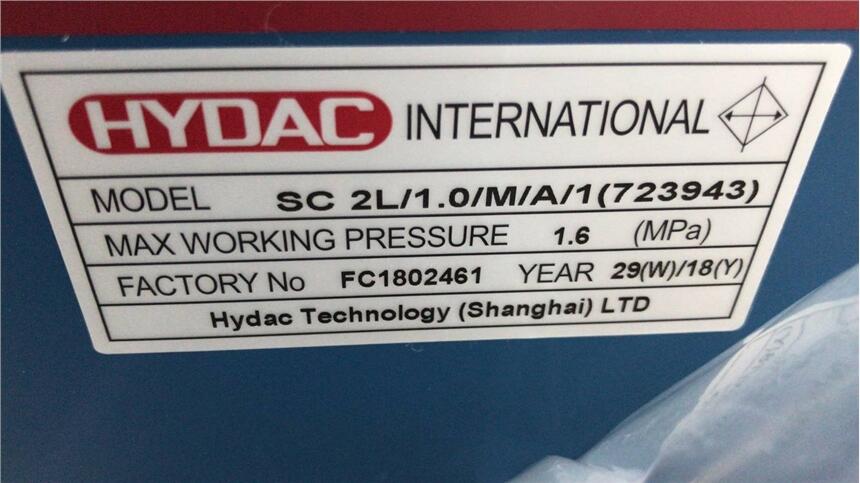 HYDAC INTERNATIONAL
MODEL SC 2L/1.0/M/A/1(723943)
MAX WORKING PRESSURE 1.6 (MPa)
FACTORY No FC1802461 YEAR 29(W)/18(Y)
Hydac Technology (Shanghai) LTD